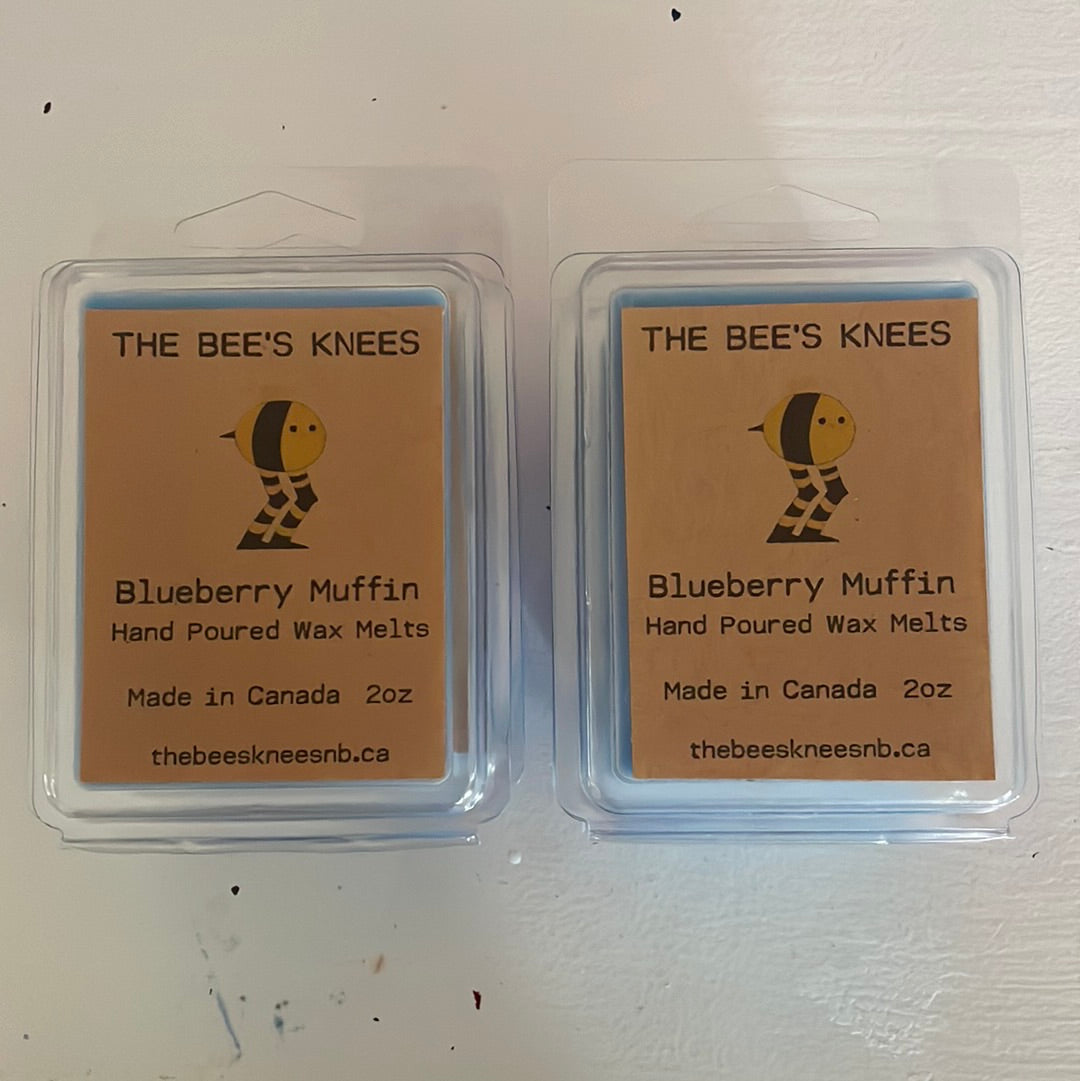 THE BEE'S KNEES
Blueberry Muffin
Hand Poured Wax Melts
Made in Canada 2oz
thebeeskneesnb.ca
THE BEE'S KNEES
Blueberry Muffin
Hand Poured Wax Melts
Made in Canada 2oz
thebeeskneesnb.ca